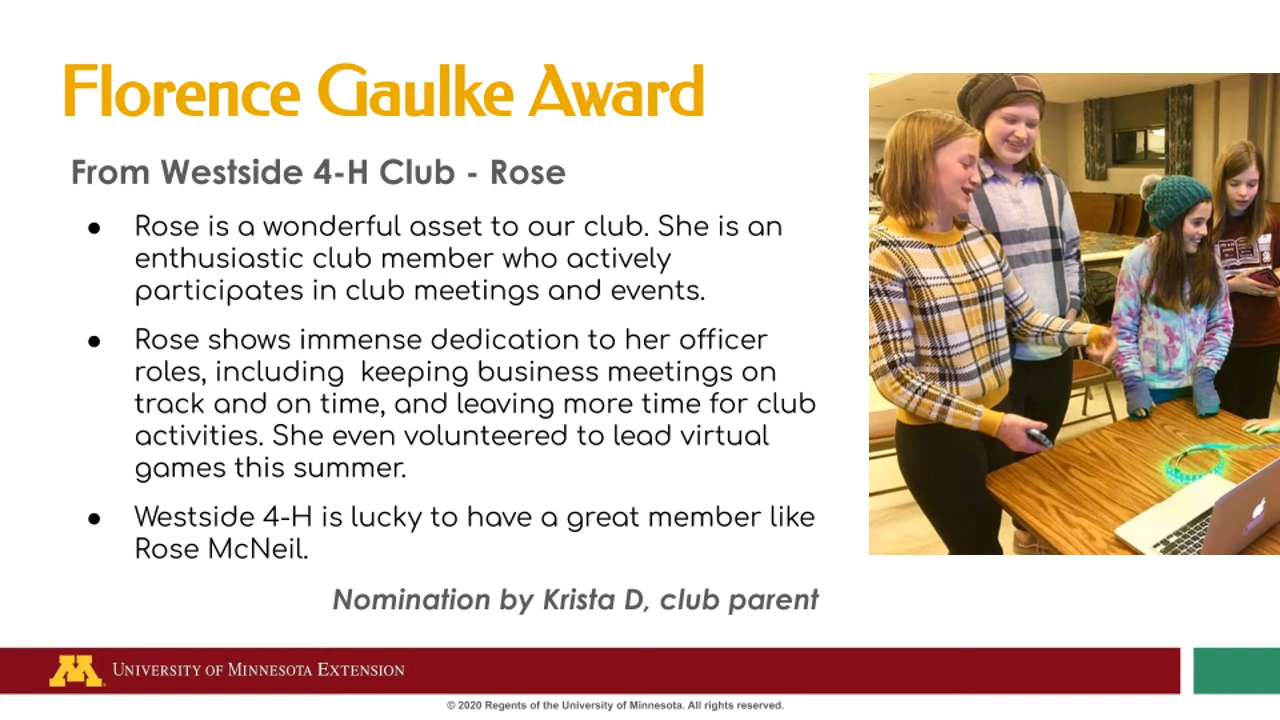 Florence Gaulke Award
From Westside 4-H Club - Rose
● Rose is a wonderful asset to our club. She is an
enthusiastic club member who actively
participates in club meetings and events.
● Rose shows immense dedication to her officer
roles, including  keeping business meetings on
track and on time, and leaving more time for club
activities. She even volunteered to lead virtual
games this summer.
● Westside 4-H is lucky to have a great member like
Rose McNeil.
Nomination by Krista D, club parent
M UNIVERSITY OF MINNESOTA EXTENSION
© 2020 Regents of the University of Minnesota. All rights reserved.